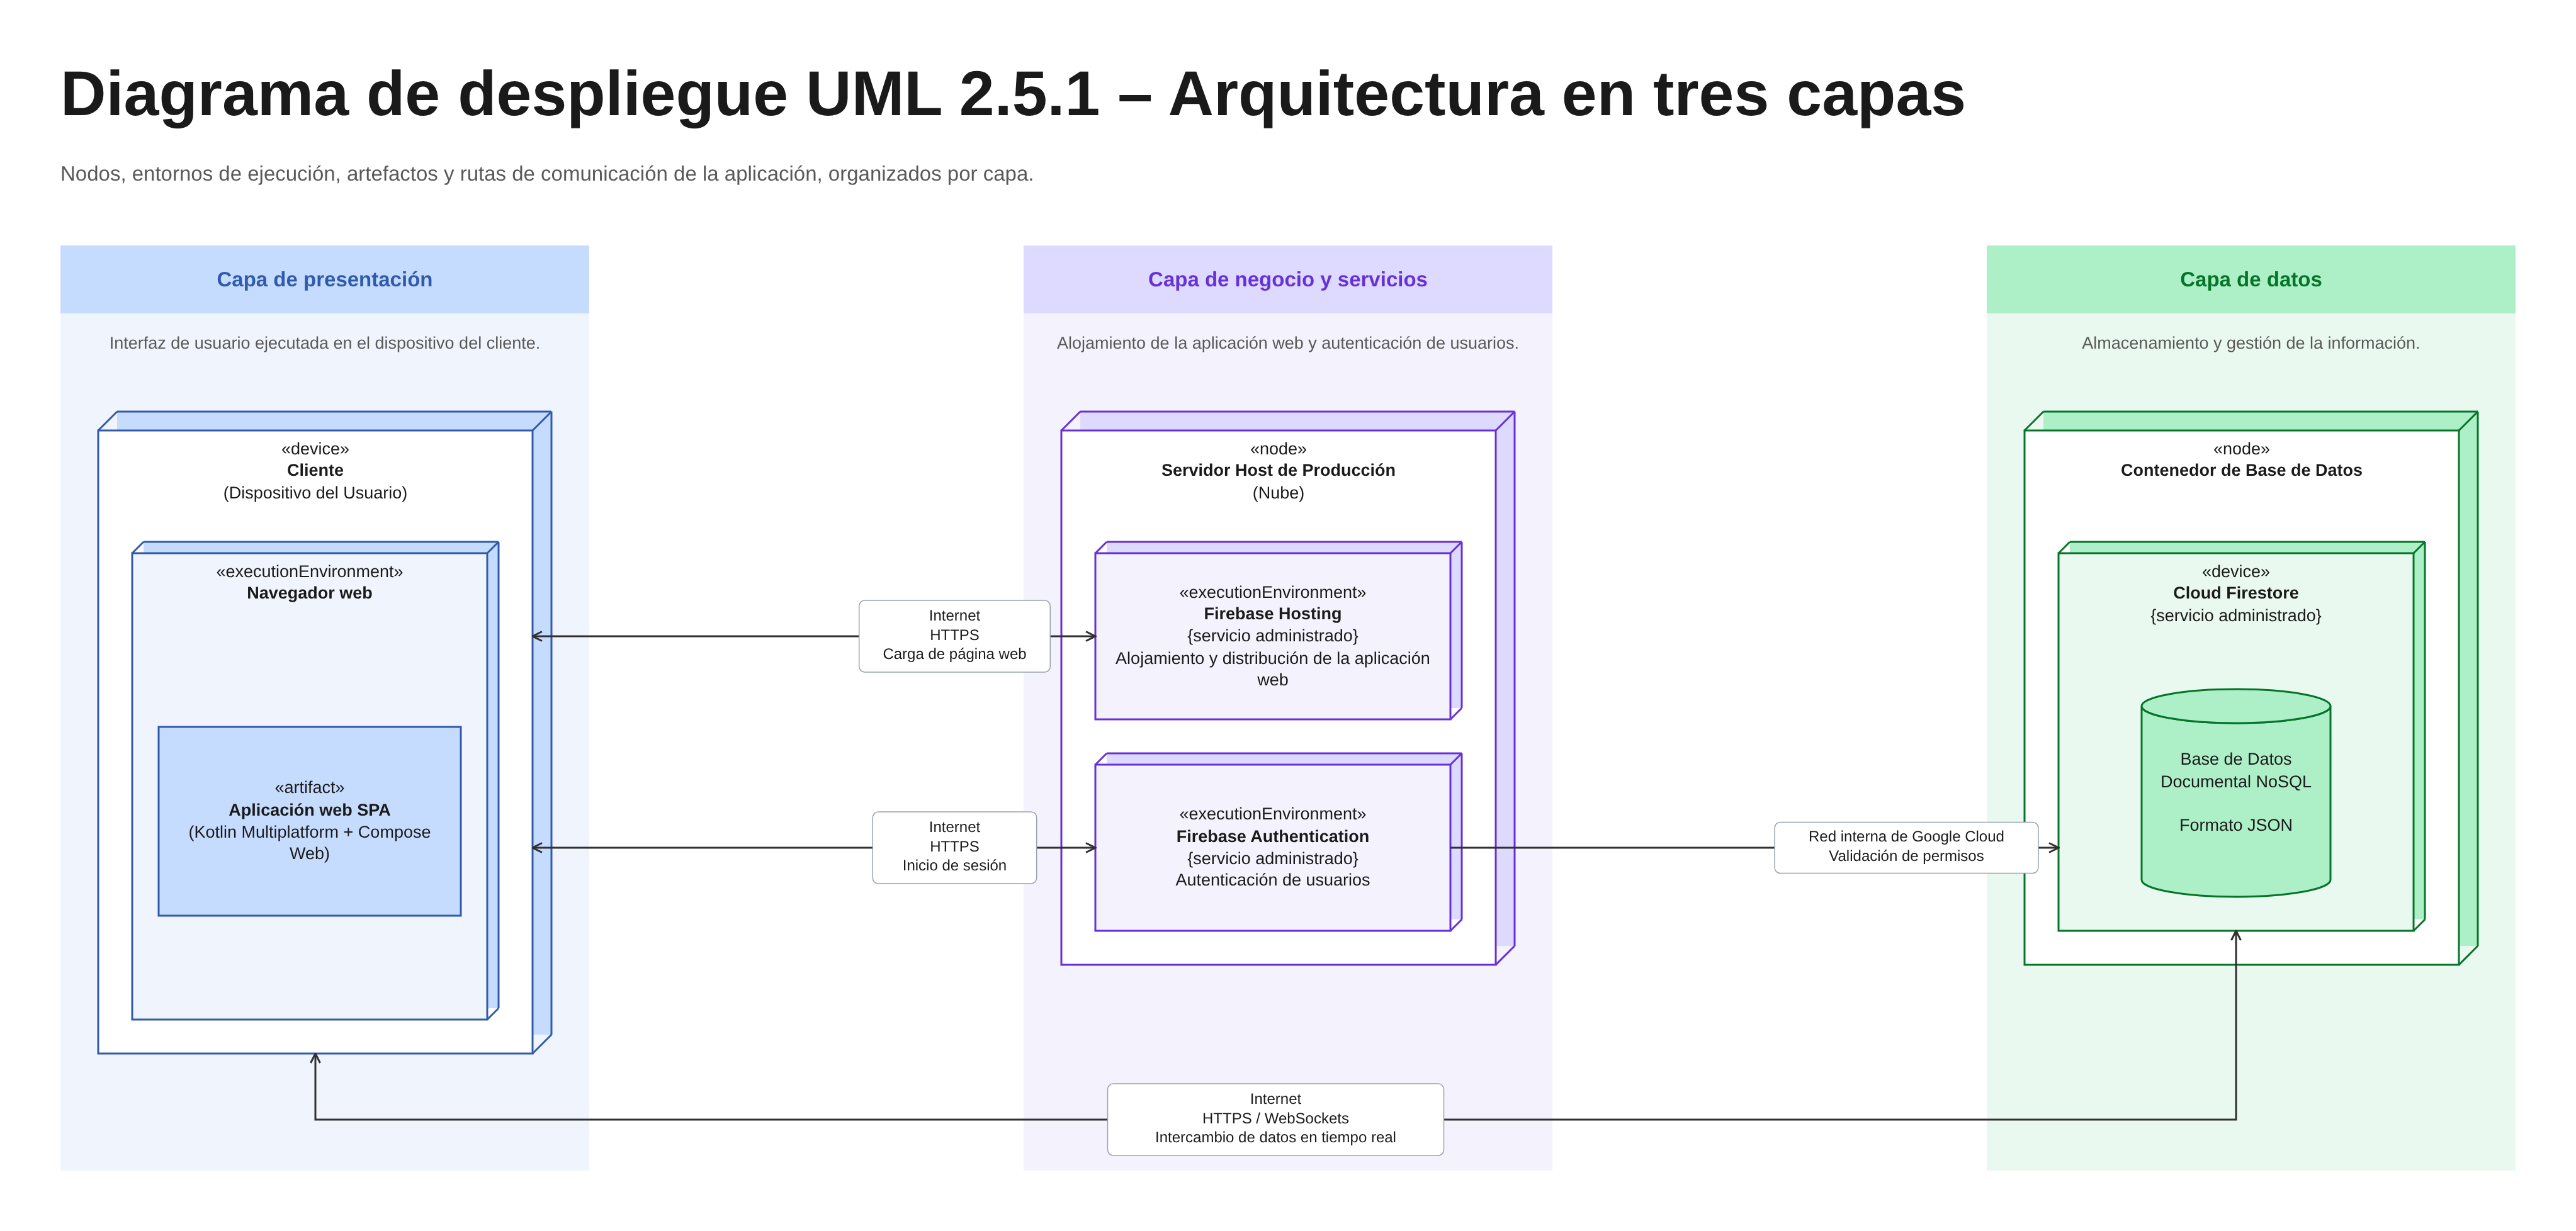 Diagrama de despliegue UML 2.5.1 – Arquitectura en tres capas
Nodos, entornos de ejecución, artefactos y rutas de comunicación de la aplicación, organizados por capa.
Capa de presentación
Interfaz de usuario ejecutada en el dispositivo del cliente.
«device»
Cliente
(Dispositivo del Usuario)
«executionEnvironment»
Navegador web
«artifact»
Aplicación web SPA
(Kotlin Multiplatform + Compose
Web)
Internet
HTTPS
Carga de página web
Internet
HTTPS
Inicio de sesión
Capa de negocio y servicios
Alojamiento de la aplicación web y autenticación de usuarios.
«node»
Servidor Host de Producción
(Nube)
«executionEnvironment»
Firebase Hosting
{servicio administrado}
Alojamiento y distribución de la aplicación
web
«executionEnvironment»
Firebase Authentication
{servicio administrado}
Autenticación de usuarios
Internet
HTTPS / WebSockets
Intercambio de datos en tiempo real
Red interna de Google Cloud
Validación de permisos
Capa de datos
Almacenamiento y gestión de la información.
«node»
Contenedor de Base de Datos
«device»
Cloud Firestore
{servicio administrado}
Base de Datos
Documental NoSQL
Formato JSON